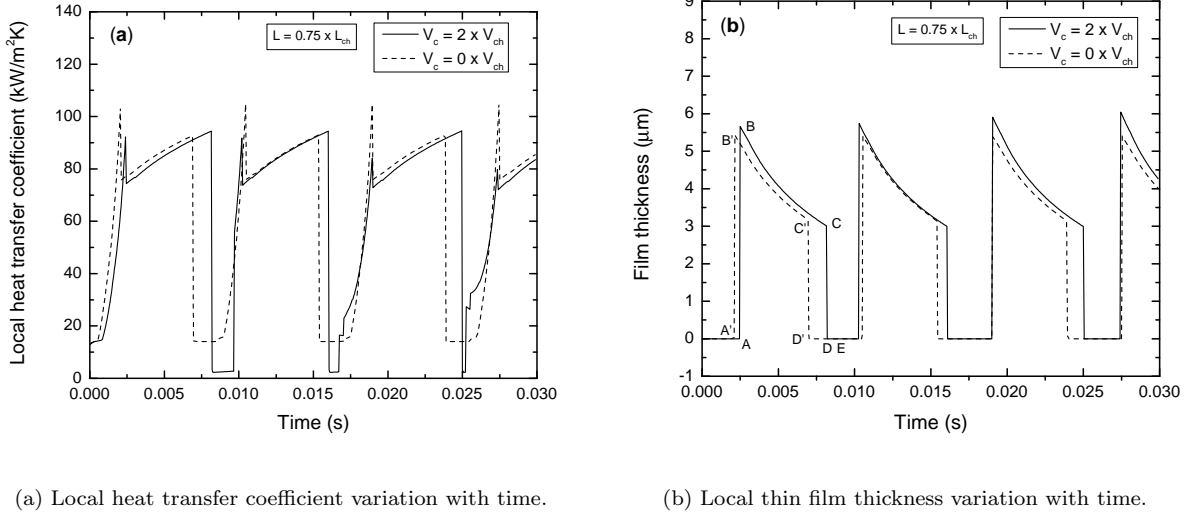 (a)
L = 0.75 x L_ch
V_c = 2 x V_ch
V_c = 0 x V_ch
Local heat transfer coefficient (kW/m²K)
140
120
100
80
60
40
20
0
0.000 0.005 0.010 0.015 0.020 0.025 0.030
Time (s)
(b)
L = 0.75 x L_ch
V_c = 2 x V_ch
V_c = 0 x V_ch
Film thickness (μm)
9
8
7
6
5
4
3
2
1
0
-1
B
B'
C'
C
A'
A
D'
D
E
0.000 0.005 0.010 0.015 0.020 0.025 0.030
Time (s)
(a) Local heat transfer coefficient variation with time.
(b) Local thin film thickness variation with time.